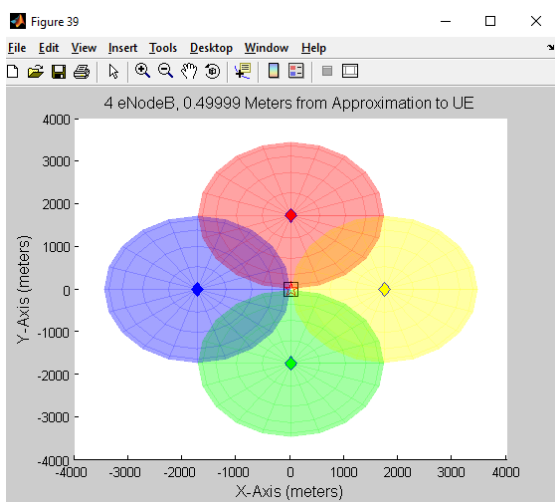 Figure 39
File Edit View Insert Tools Desktop Window Help
4 eNodeB, 0.49999 Meters from Approximation to UE
4000
3000
2000
1000
0
-1000
-2000
-3000
-4000
Y-Axis (meters)
-4000 -3000 -2000 -1000 0 1000 2000 3000 4000
X-Axis (meters)